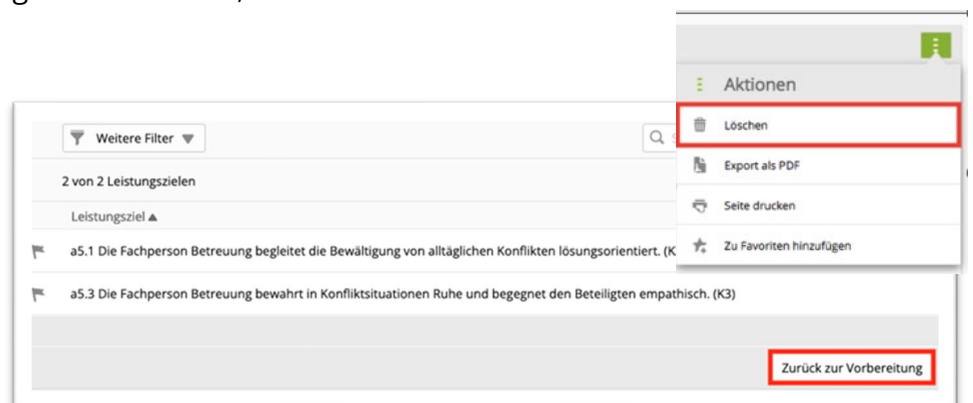 Aktionen
Löschen
Export als PDF
Seite drucken
Zu Favoriten hinzufügen
Weitere Filter
2 von 2 Leistungszielen
Leistungsziel
a5.1 Die Fachperson Betreuung begleitet die Bewältigung von alltäglichen Konflikten lösungsorientiert.
a5.3 Die Fachperson Betreuung bewahrt in Konfliktsituationen Ruhe und begegnet den Beteiligten empathisch. (K3)
Zurück zur Vorbereitung